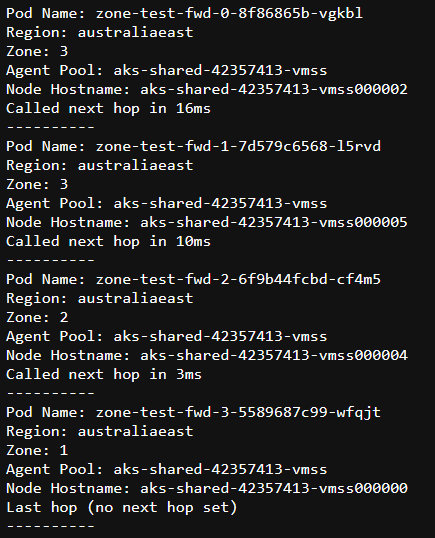 Pod Name: zone-test-fwd-0-8f86865b-vgkbl
Region: australiaeast
Zone: 3
Agent Pool: aks-shared-42357413-vmss
Node Hostname: aks-shared-42357413-vmss000002
Called next hop in 16ms
----------
Pod Name: zone-test-fwd-1-7d579c6568-l5rvd
Region: australiaeast
Zone: 3
Agent Pool: aks-shared-42357413-vmss
Node Hostname: aks-shared-42357413-vmss000005
Called next hop in 10ms
----------
Pod Name: zone-test-fwd-2-6f9b44fcbd-cf4m5
Region: australiaeast
Zone: 2
Agent Pool: aks-shared-42357413-vmss
Node Hostname: aks-shared-42357413-vmss000004
Called next hop in 3ms
----------
Pod Name: zone-test-fwd-3-5589687c99-wfqjt
Region: australiaeast
Zone: 1
Agent Pool: aks-shared-42357413-vmss
Node Hostname: aks-shared-42357413-vmss000000
Last hop (no next hop set)
----------